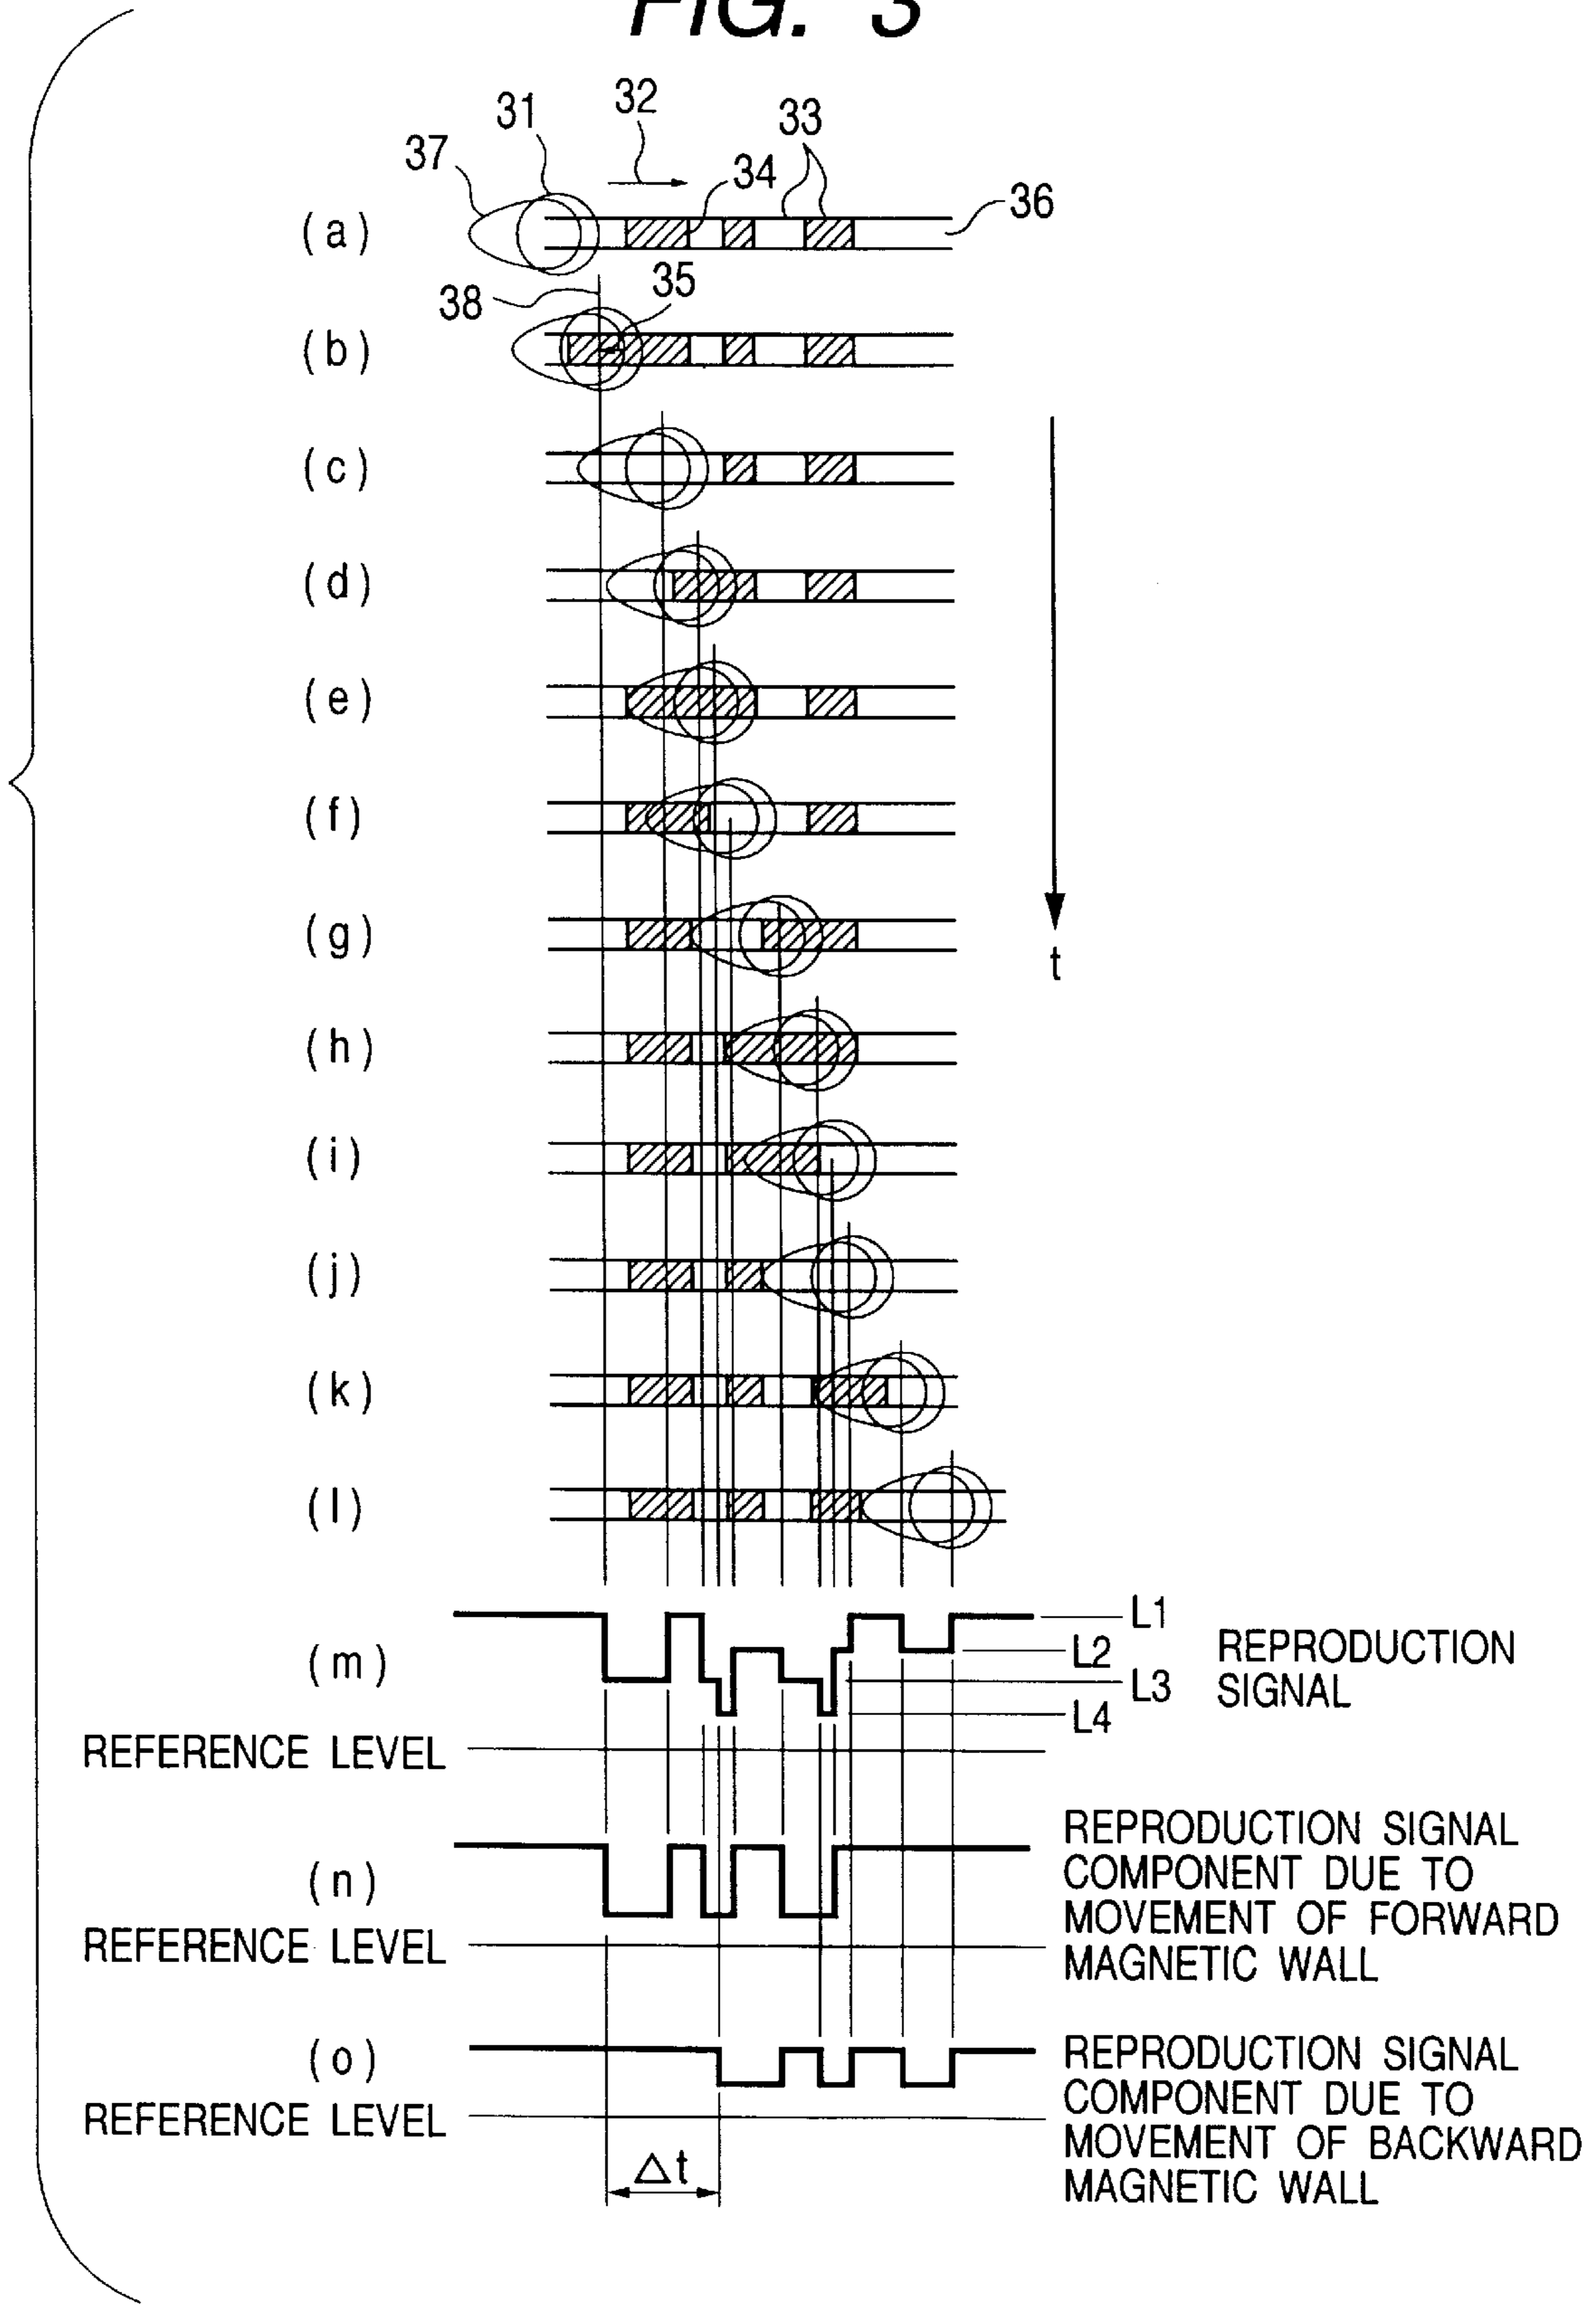 FIG. 3
31
32
33
37
34
36
(a)
35
38
(b)
(c)
(d)
(e)
(f)
(g)
t
(h)
(i)
(j)
(k)
(l)
L1
L2
REPRODUCTION
(m)
L3
SIGNAL
L4
REFERENCE LEVEL
REPRODUCTION SIGNAL
COMPONENT DUE TO
(n)
MOVEMENT OF FORWARD
REFERENCE LEVEL
MAGNETIC WALL
(o)
REPRODUCTION SIGNAL
COMPONENT DUE TO
REFERENCE LEVEL
MOVEMENT OF BACKWARD
Δt
MAGNETIC WALL